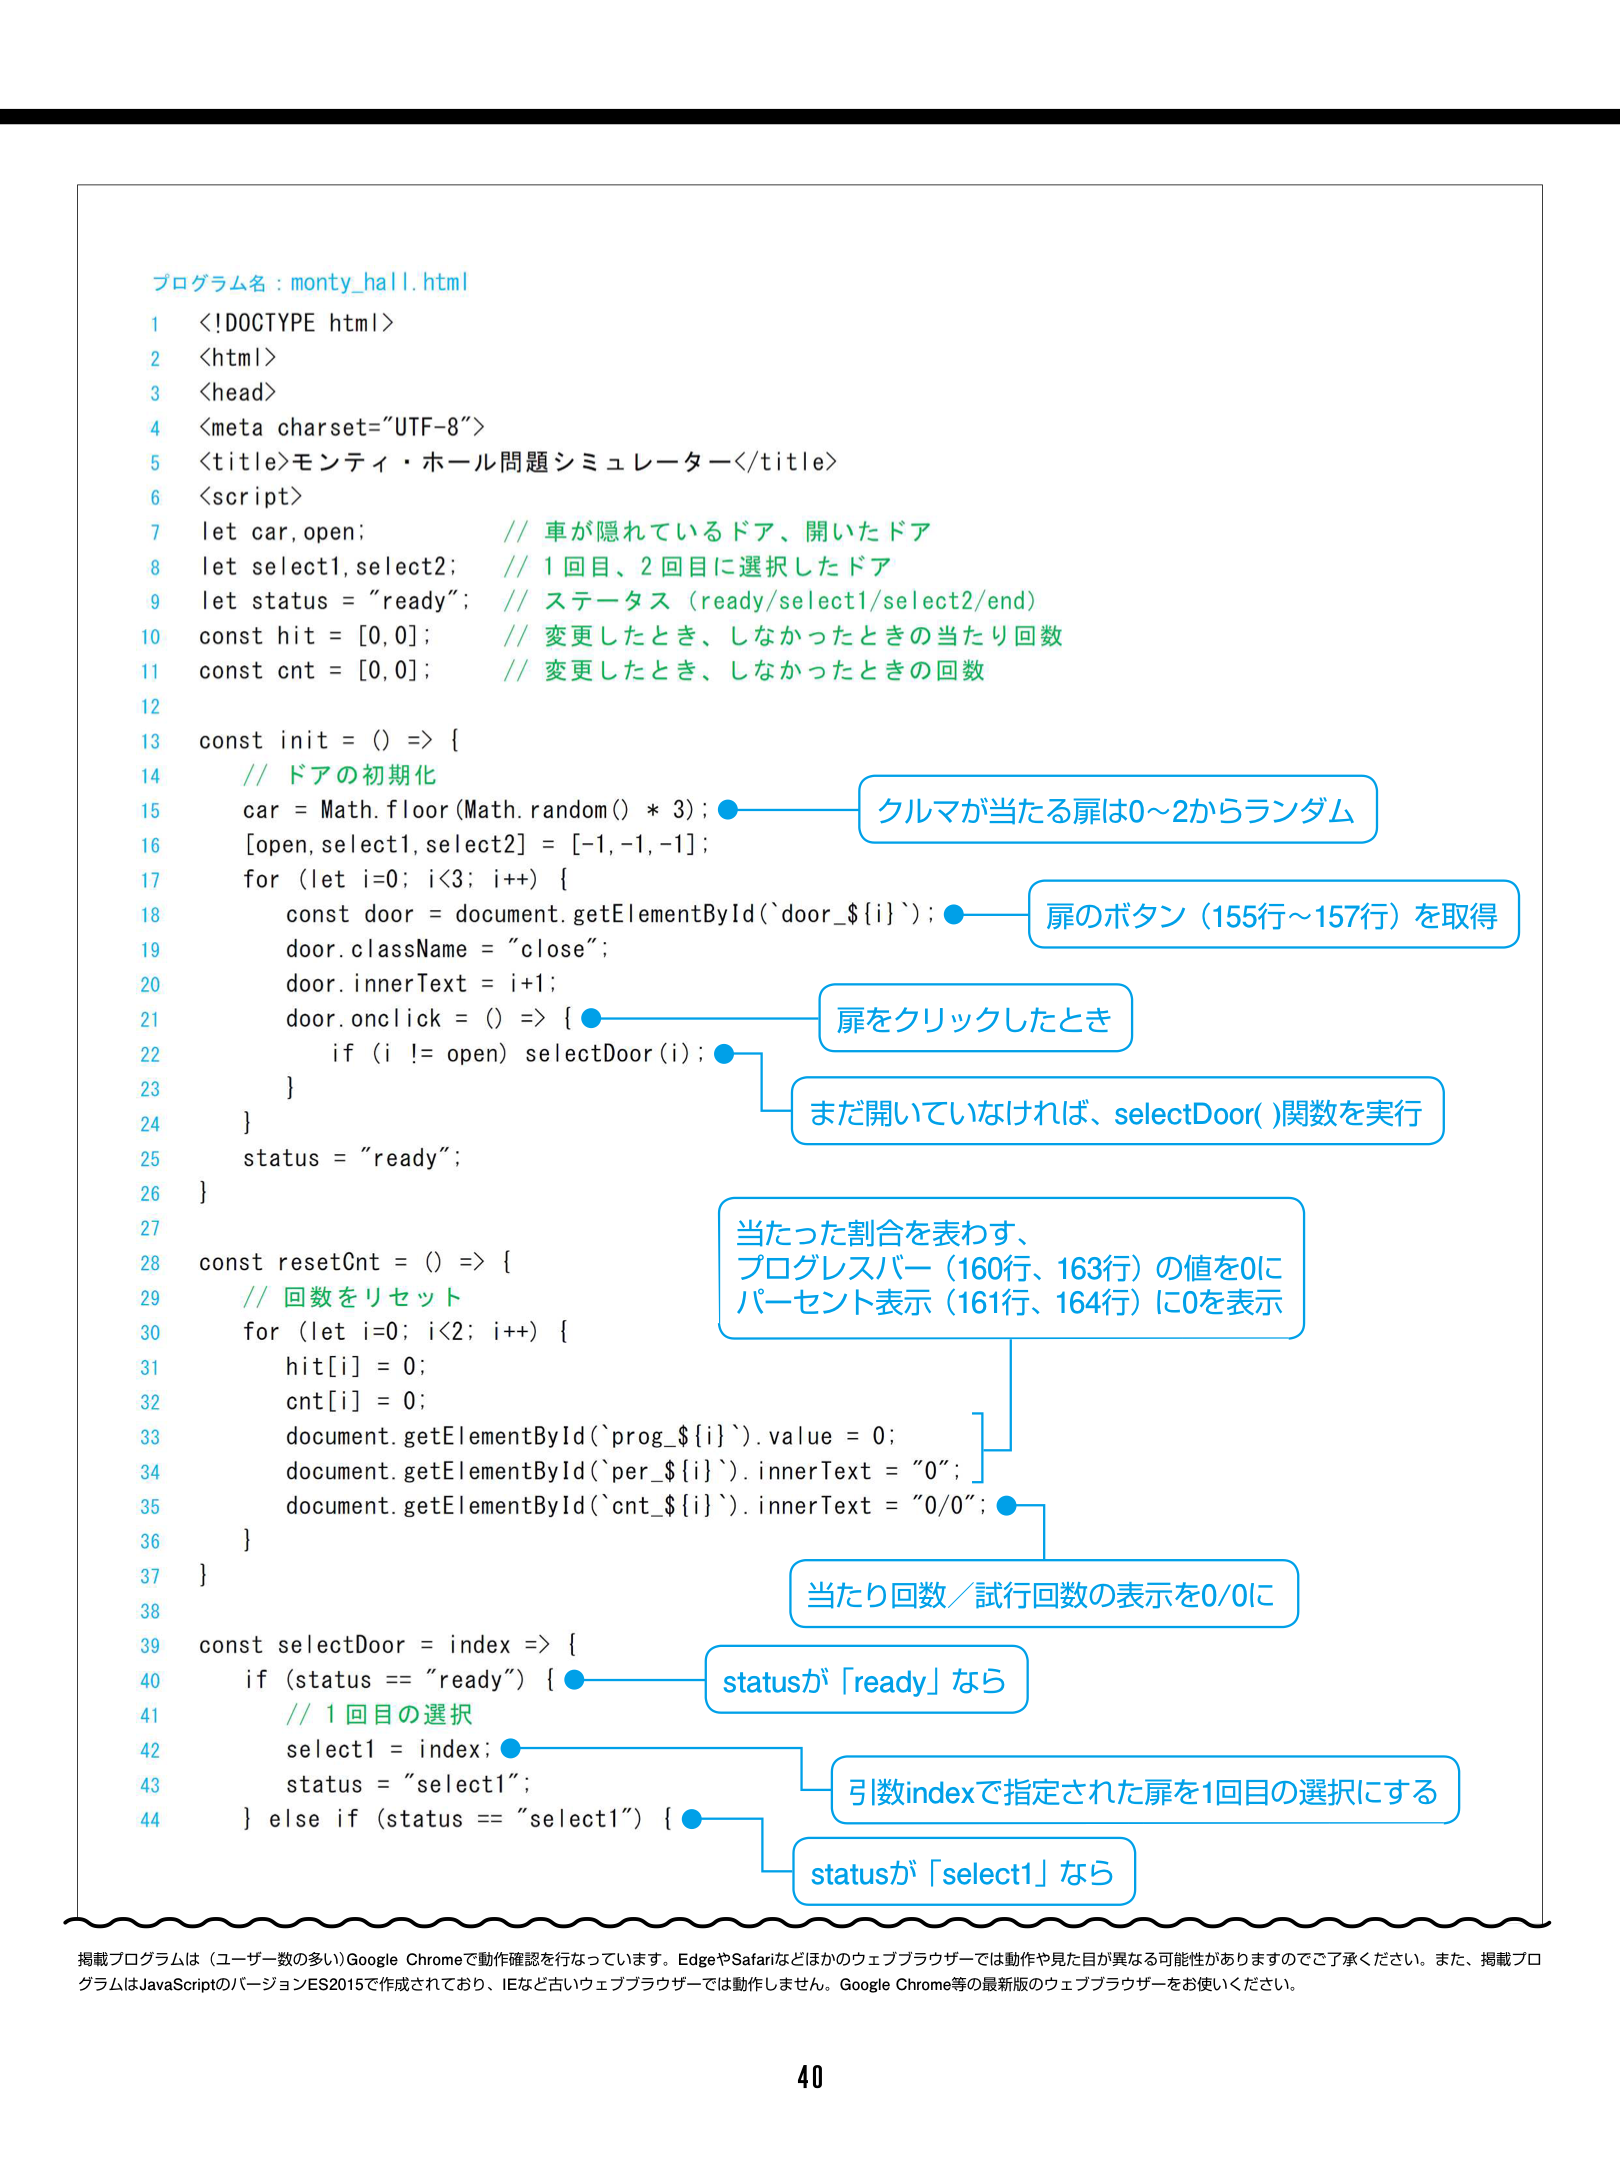 プログラム名：monty_hall.html
1 <!DOCTYPE html>
2 <html>
3 <head>
4 <meta charset="UTF-8">
5 <title>モンティ・ホール問題シミュレーター</title>
6 <script>
7 let car,open; // 車が隠れているドア、開いたドア
8 let select1,select2; // 1回目、2回目に選択したドア
9 let status = "ready"; // ステータス（ready/select1/select2/end）
10 const hit = [0,0]; // 変更したとき、しなかったときの当たり回数
11 const cnt = [0,0]; // 変更したとき、しなかったときの回数
12
13 const init = () => {
14 // ドアの初期化
15 car = Math.floor(Math.random() * 3); クルマが当たる扉は0〜2からランダム
16 [open,select1,select2] = [-1,-1,-1];
17 for (let i=0; i<3; i++) {
18 const door = document.getElementById(`door_${i}`); 扉のボタン（155行〜157行）を取得
19 door.className = "close";
20 door.innerText = i+1;
21 door.onclick = () => { 扉をクリックしたとき
22 if (i != open) selectDoor(i);
23 }
まだ開いていなければ、selectDoor( )関数を実行
24 }
25 status = "ready";
26 }
27
当たった割合を表わす、
プログレスバー（160行、163行）の値を0に
パーセント表示（161行、164行）に0を表示
28 const resetCnt = () => {
29 // 回数をリセット
30 for (let i=0; i<2; i++) {
31 hit[i] = 0;
32 cnt[i] = 0;
33 document.getElementById(`prog_${i}`).value = 0;
34 document.getElementById(`per_${i}`).innerText = "0";
35 document.getElementById(`cnt_${i}`).innerText = "0/0";
36 }
37 }
当たり回数／試行回数の表示を0/0に
38
39 const selectDoor = index => {
40 if (status == "ready") { statusが「ready」なら
41 // 1回目の選択
42 select1 = index;
43 status = "select1";
引数indexで指定された扉を1回目の選択にする
44 } else if (status == "select1") {
statusが「select1」なら
掲載プログラムは（ユーザー数の多い)Google Chromeで動作確認を行なっています。EdgeやSafariなどほかのウェブブラウザーでは動作や見た目が異なる可能性がありますのでご了承ください。また、掲載プロ
グラムはJavaScriptのバージョンES2015で作成されており、IEなど古いウェブブラウザーでは動作しません。Google Chrome等の最新版のウェブブラウザーをお使いください。
40